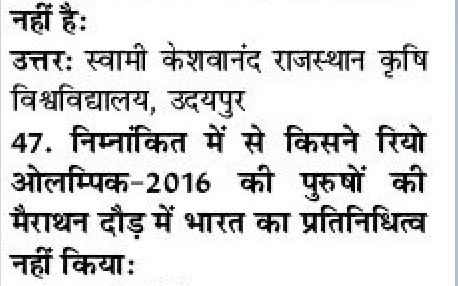 नहीं है:
उत्तर: स्वामी केशवानंद राजस्थान कृषि
विश्वविद्यालय, उदयपुर
47. निम्नांकित में से किसने रियो
ओलम्पिक-2016 की पुरुषों की
मैराथन दौड़ में भारत का प्रतिनिधित्व
नहीं किया: